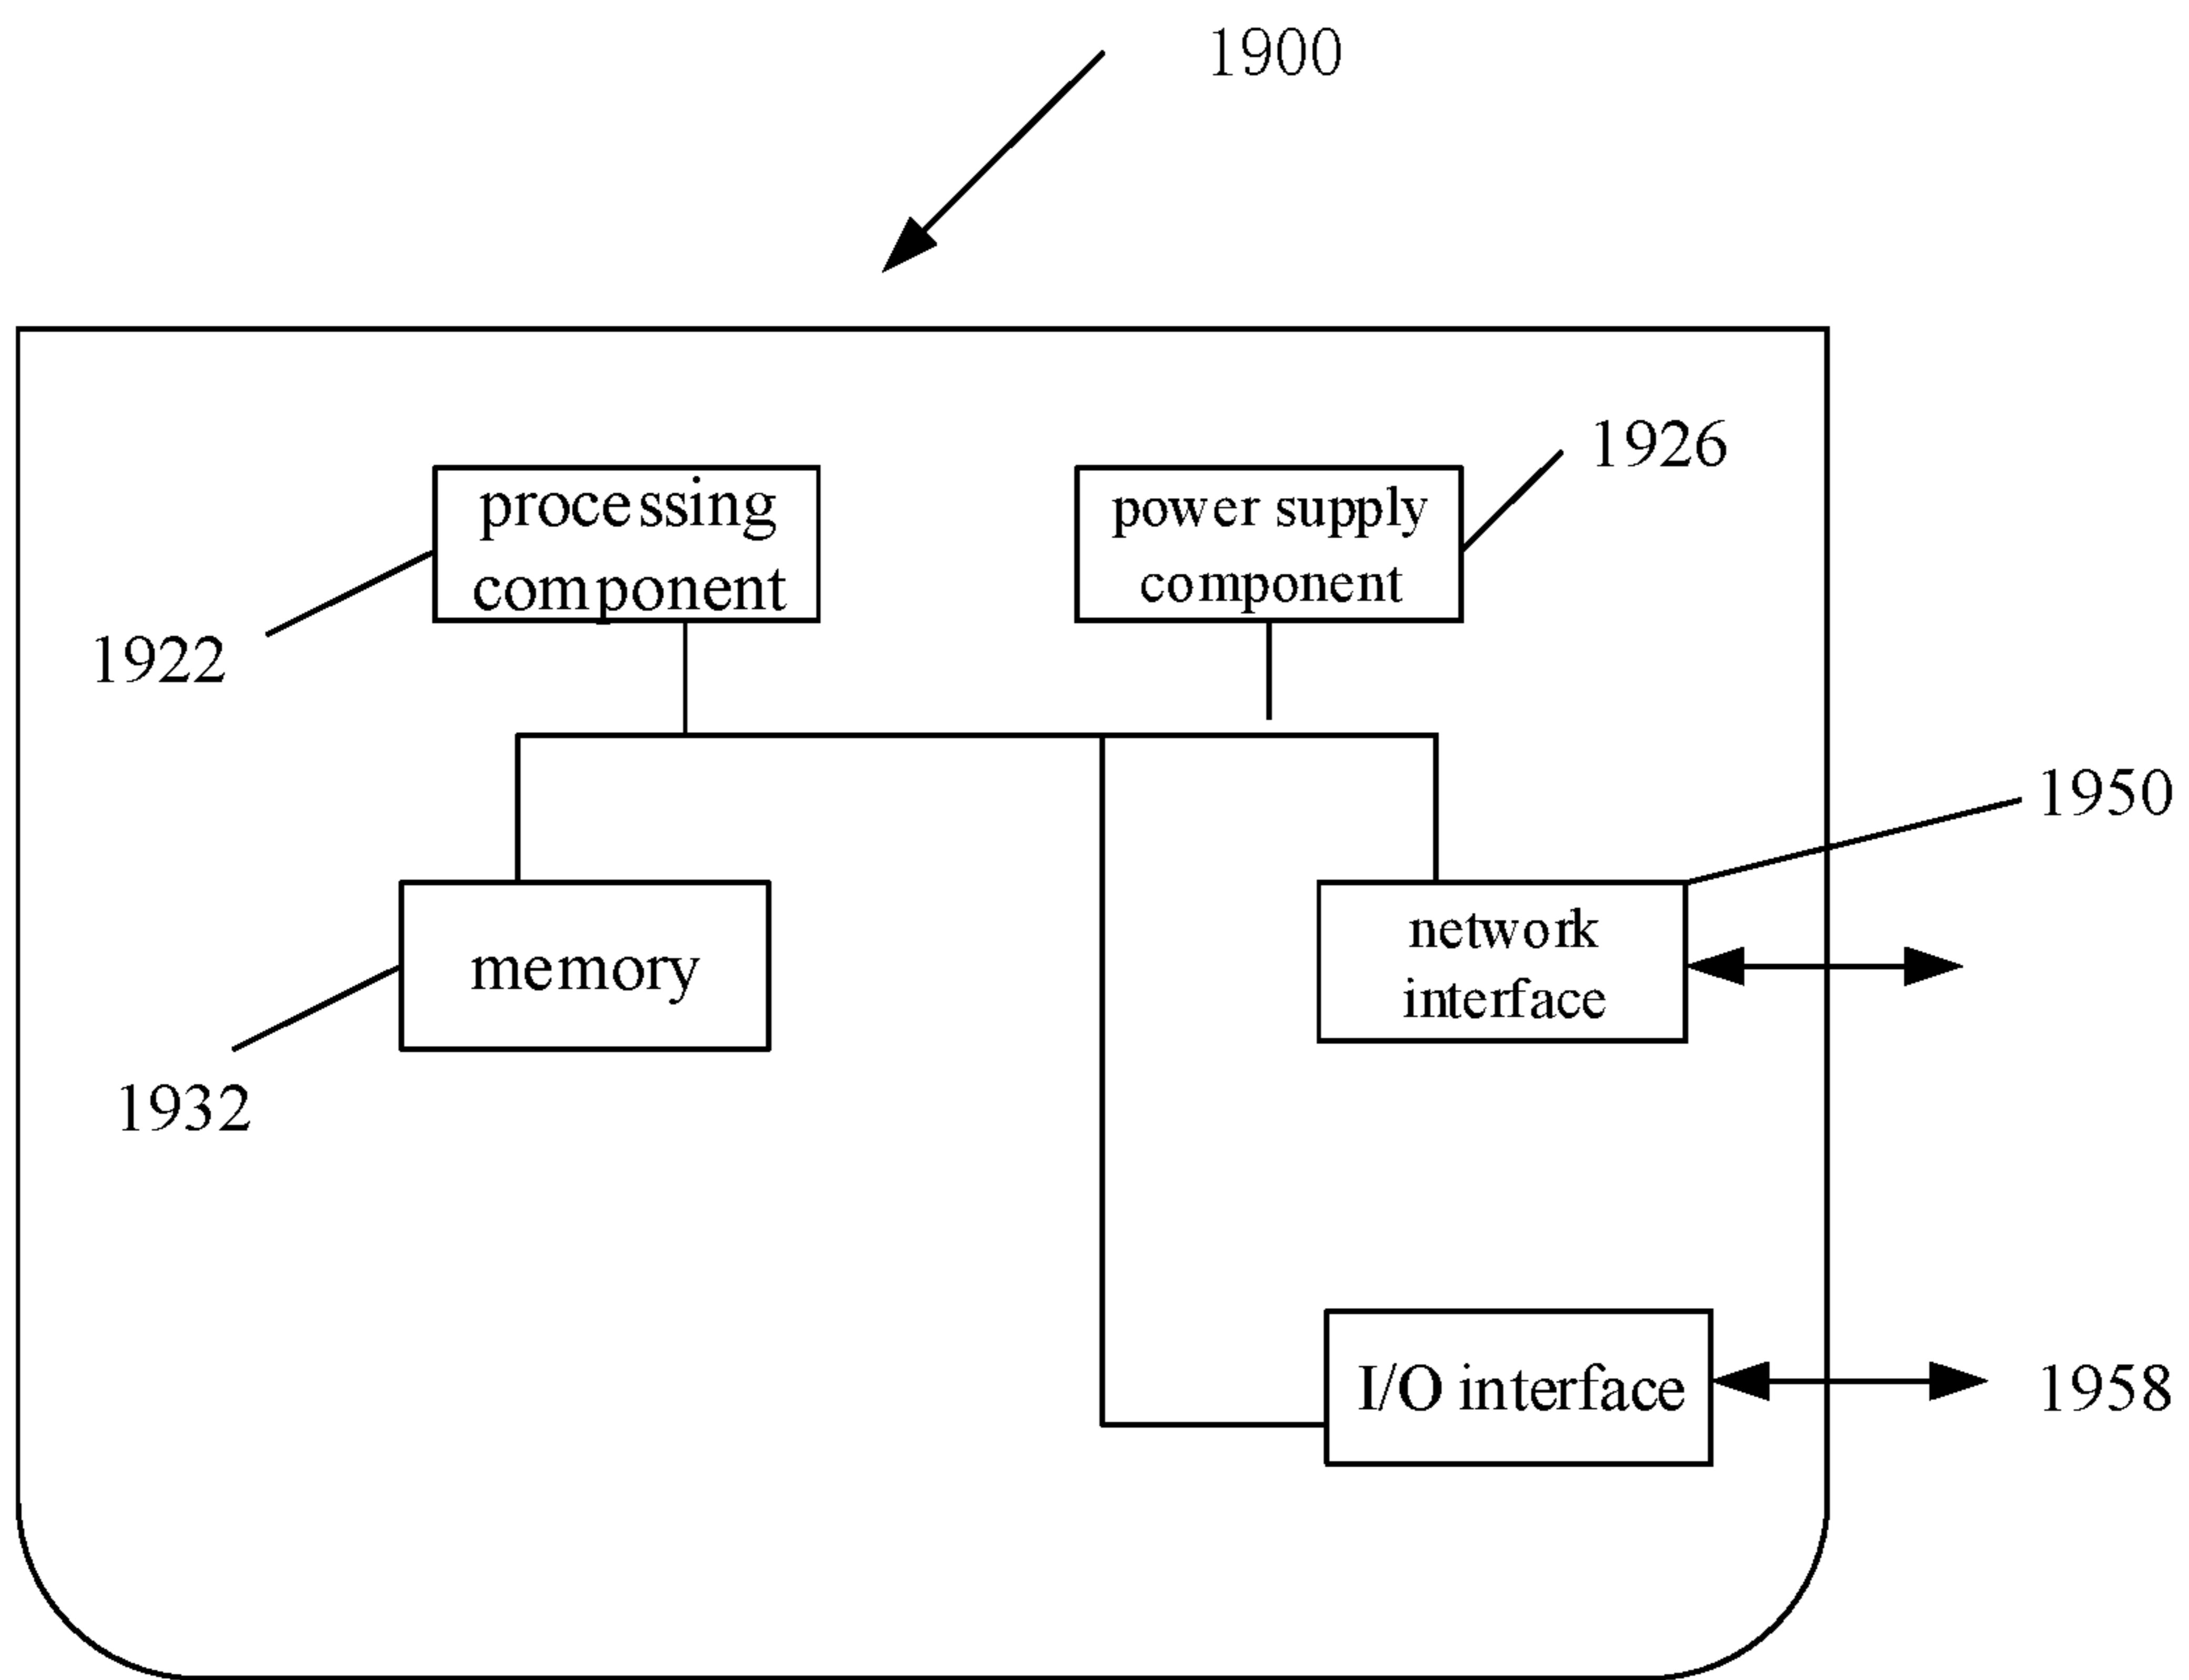 1900
1926
processing
component
power supply
component
1922
1950
network
interface
memory
1932
I/O interface
1958